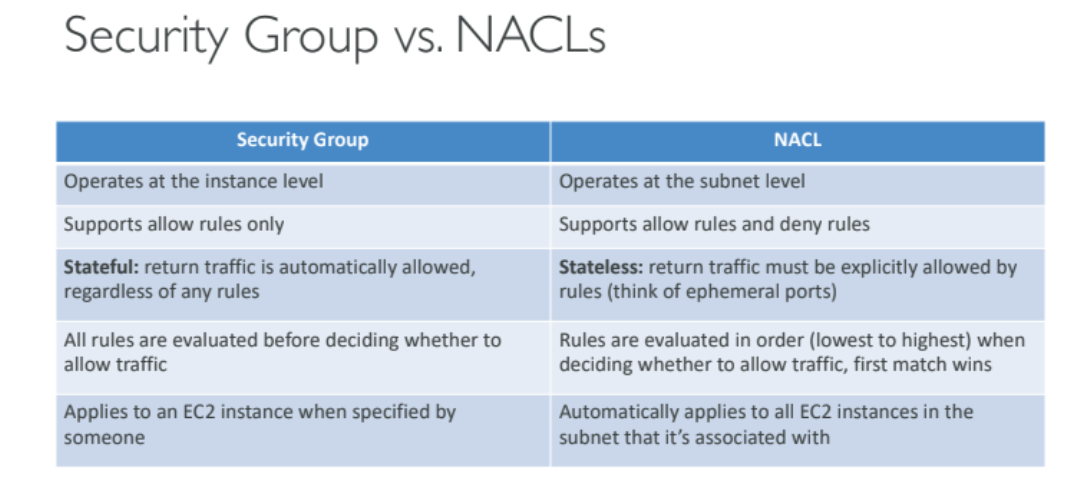 Security Group vs. NACLs
Security Group
NACL
Operates at the instance level
Operates at the subnet level
Supports allow rules only
Supports allow rules and deny rules
Stateful: return traffic is automatically allowed,
regardless of any rules
Stateless: return traffic must be explicitly allowed by
rules (think of ephemeral ports)
All rules are evaluated before deciding whether to
allow traffic
Rules are evaluated in order (lowest to highest) when
deciding whether to allow traffic, first match wins
Applies to an EC2 instance when specified by
someone
Automatically applies to all EC2 instances in the
subnet that it’s associated with